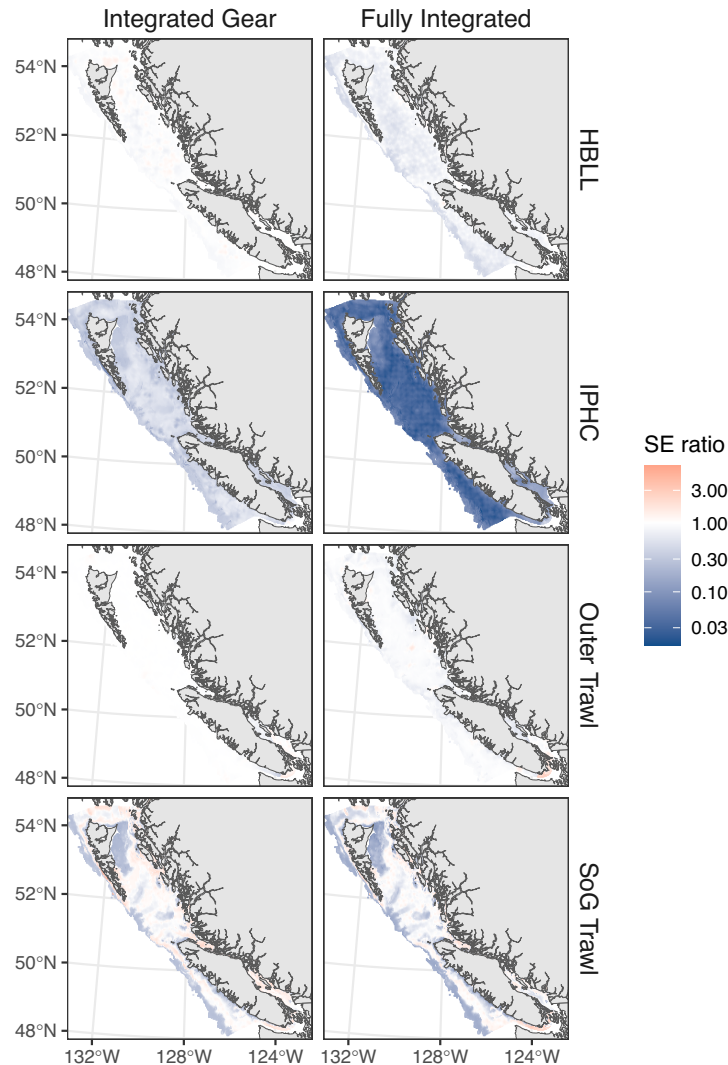 Integrated Gear
Fully Integrated
54°N
52°N
50°N
48°N
HBLL
54°N
52°N
50°N
48°N
IPHC
SE ratio
3.00
1.00
0.30
0.10
0.03
54°N
52°N
50°N
48°N
Outer Trawl
54°N
52°N
50°N
48°N
SoG Trawl
132°W
128°W
124°W
132°W
128°W
124°W